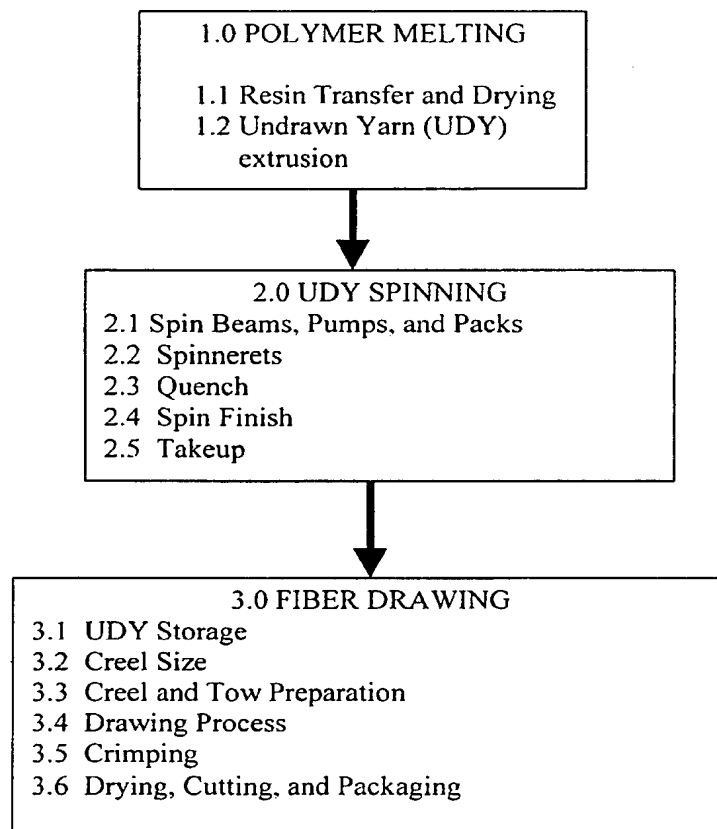 1.0 POLYMER MELTING
1.1 Resin Transfer and Drying
1.2 Undrawn Yarn (UDY)
extrusion
2.0 UDY SPINNING
2.1 Spin Beams, Pumps, and Packs
2.2 Spinnerets
2.3 Quench
2.4 Spin Finish
2.5 Takeup
3.0 FIBER DRAWING
3.1 UDY Storage
3.2 Creel Size
3.3 Creel and Tow Preparation
3.4 Drawing Process
3.5 Crimping
3.6 Drying, Cutting, and Packaging